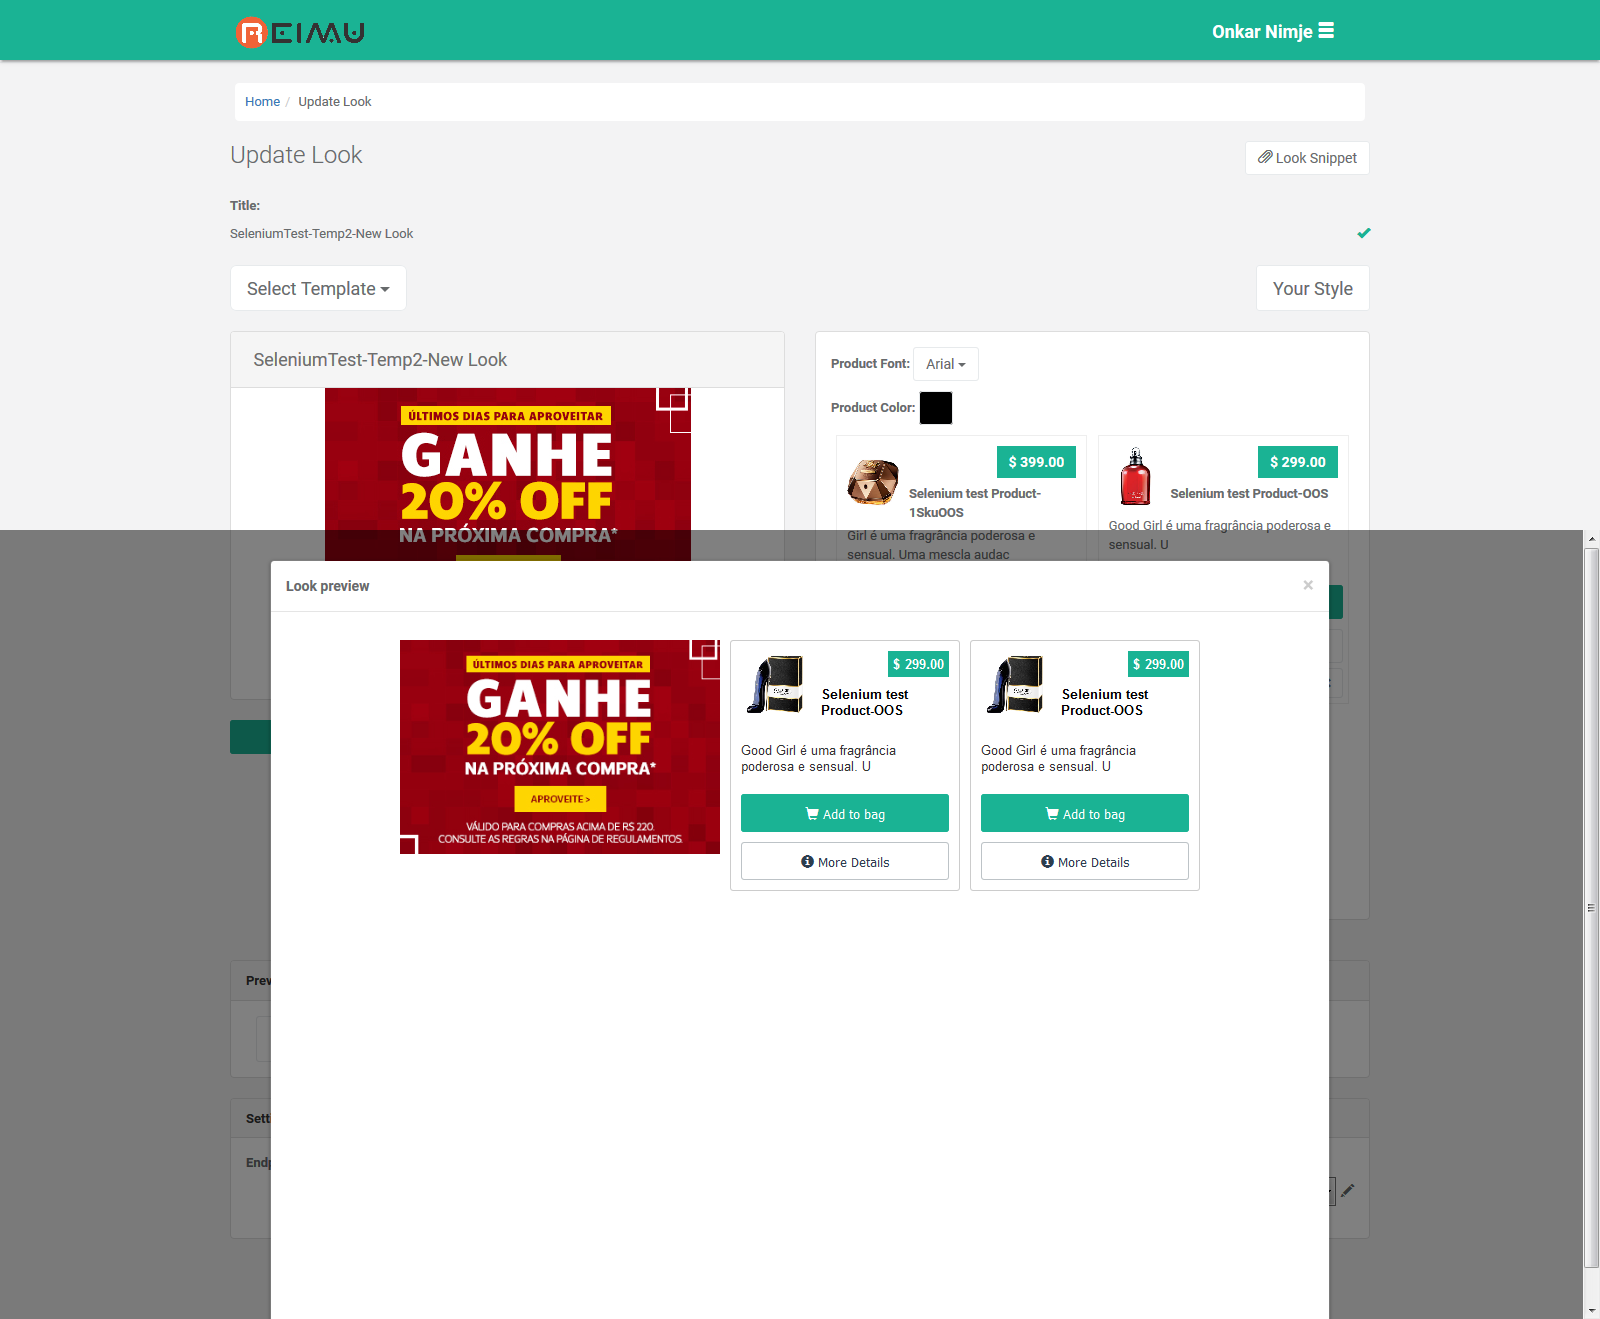 REIMU
Onkar Nimje
Home / Update Look
Update Look
Look Snippet
Title:
SeleniumTest-Temp2-New Look
Select Template
Your Style
SeleniumTest-Temp2-New Look
ÚLTIMOS DIAS PARA APROVEITAR
GANHE
20% OFF
NA PRÓXIMA COMPRA*
Product Font: Arial
Product Color:
$ 399.00
Selenium test Product-
1SkuOOS
Girl é uma fragrância poderosa e
sensual. Uma mescla audac
$ 299.00
Selenium test Product-OOS
Good Girl é uma fragrância poderosa e
sensual. U
Look preview
×
ÚLTIMOS DIAS PARA APROVEITAR
GANHE
20% OFF
NA PRÓXIMA COMPRA*
APROVEITE >
VÁLIDO PARA COMPRAS ACIMA DE R$ 220.
CONSULTE AS REGRAS NA PÁGINA DE REGULAMENTOS.
$ 299.00
Selenium test
Product-OOS
Good Girl é uma fragrância
poderosa e sensual. U
Add to bag
More Details
$ 299.00
Selenium test
Product-OOS
Good Girl é uma fragrância
poderosa e sensual. U
Add to bag
More Details